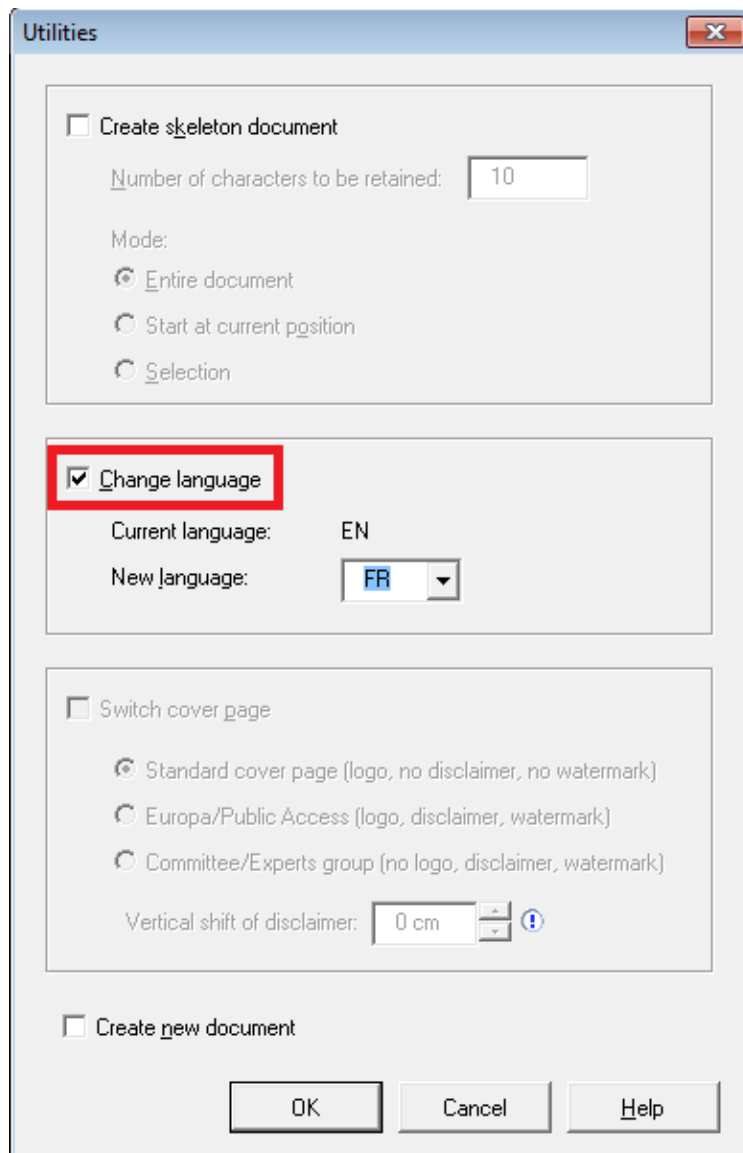 Utilities
Create skeleton document
Number of characters to be retained: 10
Mode:
Entire document
Start at current position
Selection
Change language
Current language: EN
New language: FR
Switch cover page
Standard cover page (logo, no disclaimer, no watermark)
Europa/Public Access (logo, disclaimer, watermark)
Committee/Experts group (no logo, disclaimer, watermark)
Vertical shift of disclaimer: 0 cm
Create new document
OK Cancel Help